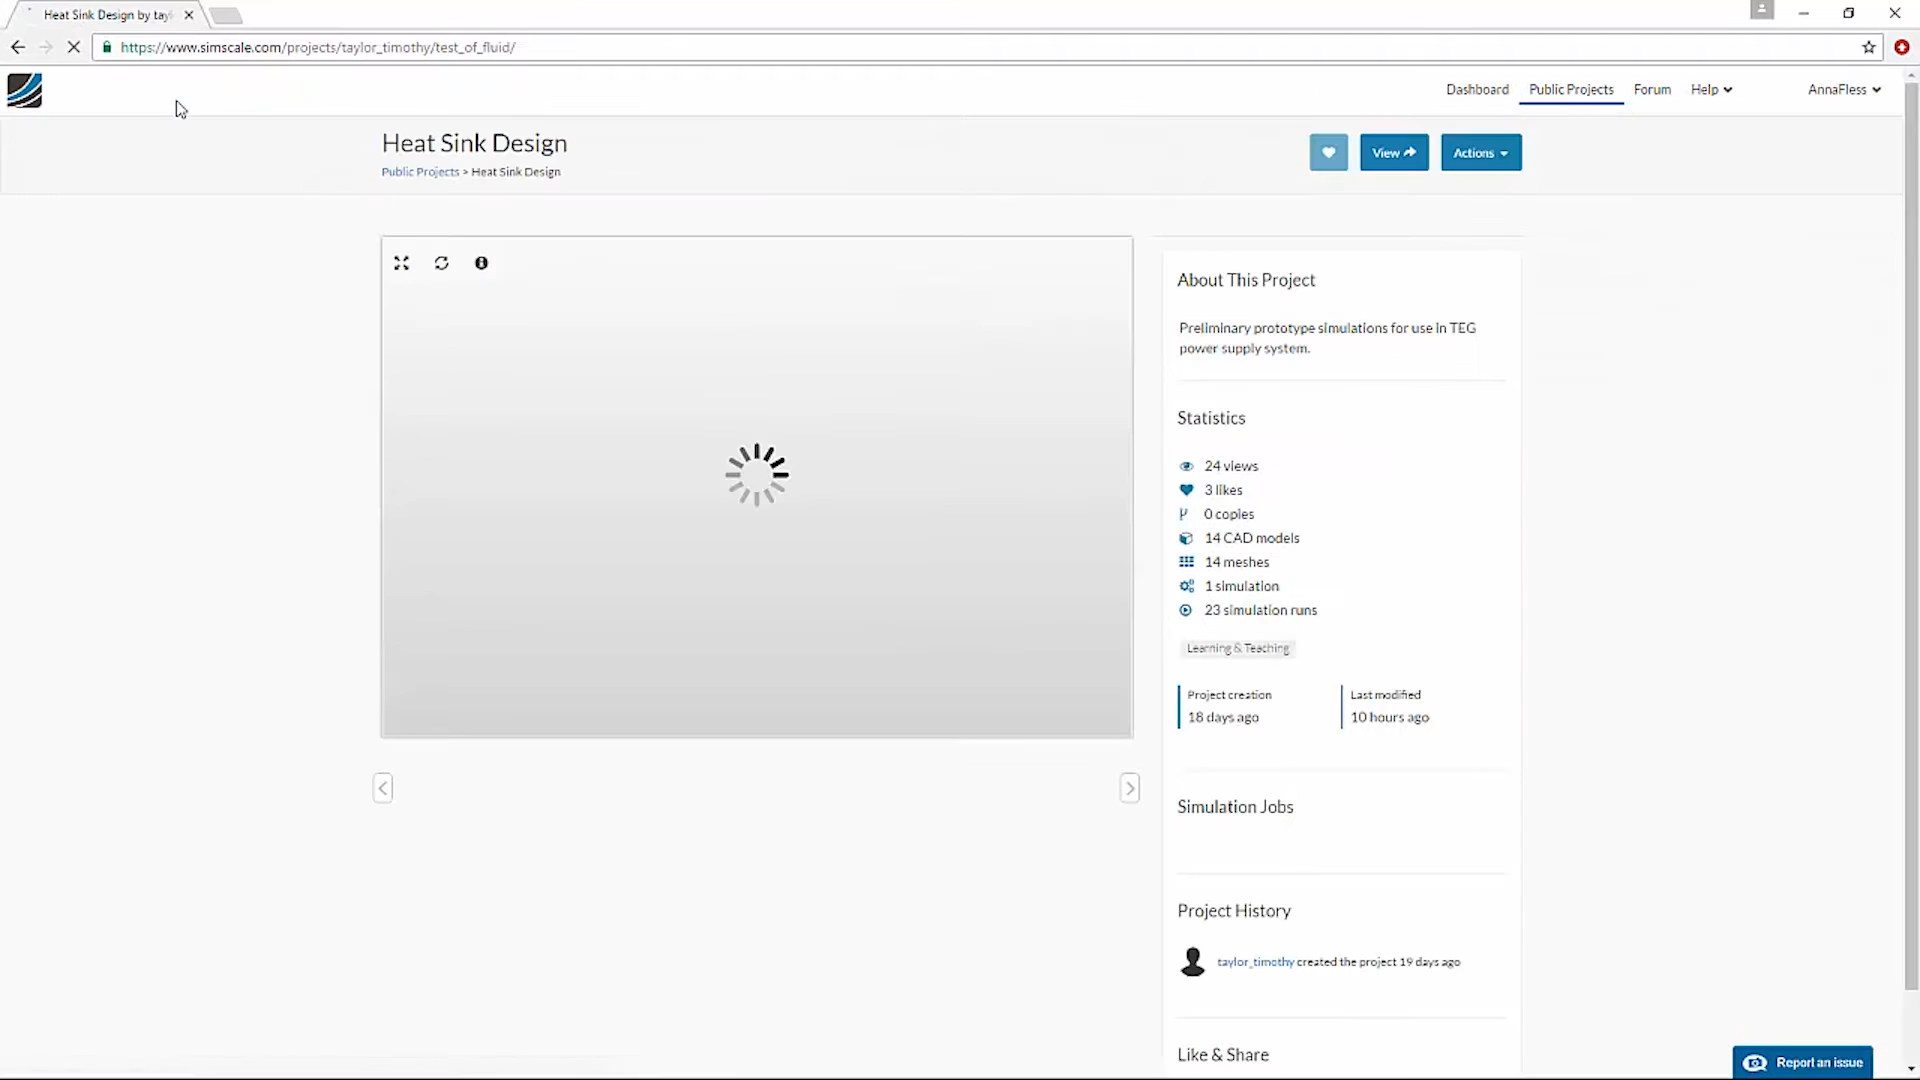 Heat Sink Design by tayl
https://www.simscale.com/projects/taylor_timothy/test_of_fluid/
Dashboard
Public Projects
Forum
Help
AnnaFless
Heat Sink Design
Public Projects > Heat Sink Design
View
Actions
About This Project
Preliminary prototype simulations for use in TEG
power supply system.
Statistics
24 views
3 likes
0 copies
14 CAD models
14 meshes
1 simulation
23 simulation runs
Learning & Teaching
Project creation
18 days ago
Last modified
10 hours ago
Simulation Jobs
Project History
taylor_timothy created the project 19 days ago
Like & Share
Report an issue